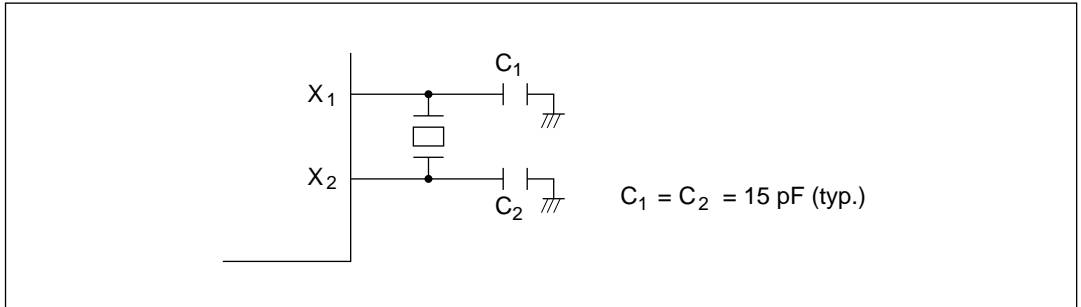 C1
X1
X2
C2
C1 = C2 = 15 pF (typ.)